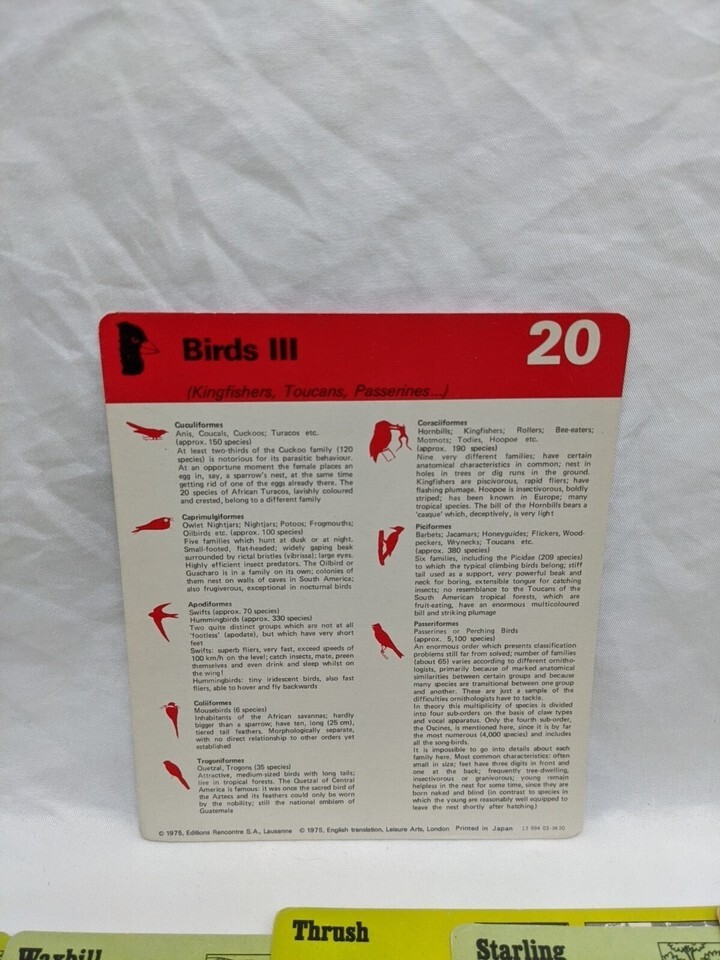 Birds III
20
(Kingfishers, Toucans, Passerines...)
Cuculiformes
Anis, Coucals, Cuckoos; Turacos etc.
(approx. 150 species)
At least two-thirds of the Cuckoo family (120
species) is notorious for its parasitic behaviour.
At an opportune moment the female places an
egg in, say, a sparrow's nest, at the same time
getting rid of one of the eggs already there. The
20 species of African Turacos, lavishly coloured
and crested, belong to a different family
Caprimulgiformes
Owlet Nightjars; Nightjars; Potoos; Frogmouths;
Oilbirds etc. (approx. 100 species)
Five families which hunt at dusk or at night.
Small-footed, flat-headed; widely gaping beak
surrounded by rictal bristles (vibrissa); large eyes.
Highly efficient insect predators. The Oilbird or
Guacharo is in a family on its own; colonies of
them nest on walls of caves in South America;
also frugivorous, exceptional in nocturnal birds
Apodiformes
Swifts (approx. 70 species)
Hummingbirds (approx. 330 species)
Two quite distinct groups which are not at all
'footless' (apodate), but which have very short
feet
Swifts: superb fliers, very fast, exceed speeds of
100 km/h on the level; catch insects, mate, preen
themselves and even drink and sleep whilst on
the wing!
Hummingbirds: tiny iridescent birds, also fast
fliers, able to hover and fly backwards
Coliiformes
Mousebirds (6 species)
Inhabitants of the African savannas; hardly
bigger than a sparrow; have ten, long (25 cm),
tiered tail feathers. Morphologically separate,
with no direct relationship to other orders yet
established
Trogoniformes
Quetzal, Trogons (35 species)
Attractive, medium-sized birds with long tails;
live in tropical forests. The Quetzal of Central
America is famous: it was once the sacred bird of
the Aztecs and its feathers could only be worn
by the nobility; still the national emblem of
Guatemala
Coraciiformes
Hornbills; Kingfishers; Rollers; Bee-eaters;
Motmots; Todies, Hoopoe etc.
(approx. 190 species)
Nine very different families; have certain
anatomical characteristics in common; nest in
holes in trees or dig runs in the ground.
Kingfishers are piscivorous, rapid fliers; have
flashing plumage. Hoopoe is insectivorous, boldly
striped; has been known in Europe; many
tropical species. The bill of the Hornbills bears a
'casque' which, deceptively, is very light
Piciformes
Barbets; Jacamars; Honeyguides; Flickers, Wood-
peckers, Wynecks; Toucans etc.
(approx. 380 species)
Six families, including the Picidae (209 species)
to which the typical climbing birds belong; stiff
tail used as a support, very powerful beak and
neck for boring, extensible tongue for catching
insects; no resemblance to the Toucans of the
South American tropical forests, which are
fruit-eating, have an enormous multicoloured
bill and striking plumage
Passeriformes
Passerines or Perching Birds
(approx. 5,100 species)
An enormous order which presents classification
problems still far from solved; number of families
(about 65) varies according to different ornitho-
logists, primarily because of marked anatomical
similarities between certain groups and because
many species are transitional between one group
and another. These are just a sample of the
difficulties ornithologists have to tackle.
In theory this multiplicity of species is divided
into four sub-orders on the basis of claw types
and vocal apparatus. Only the fourth sub-order,
the Oscines, is mentioned here, since it is by far
the most numerous (4,000 species) and includes
all the song-birds.
It is impossible to go into details about each
family here. Most common characteristics: often
small in size; feet have three digits in front and
one at the back; frequently tree-dwelling,
insectivorous or granivorous; young remain
helpless in the nest for some time, since they are
born naked and blind (in contrast to species in
which the young are reasonably well equipped to
leave the nest shortly after hatching)
© 1975, Editions Rencontre S.A., Lausanne © 1975, English translation, Leisure Arts, London Printed in Japan
Waxbill
Thrush
Starling